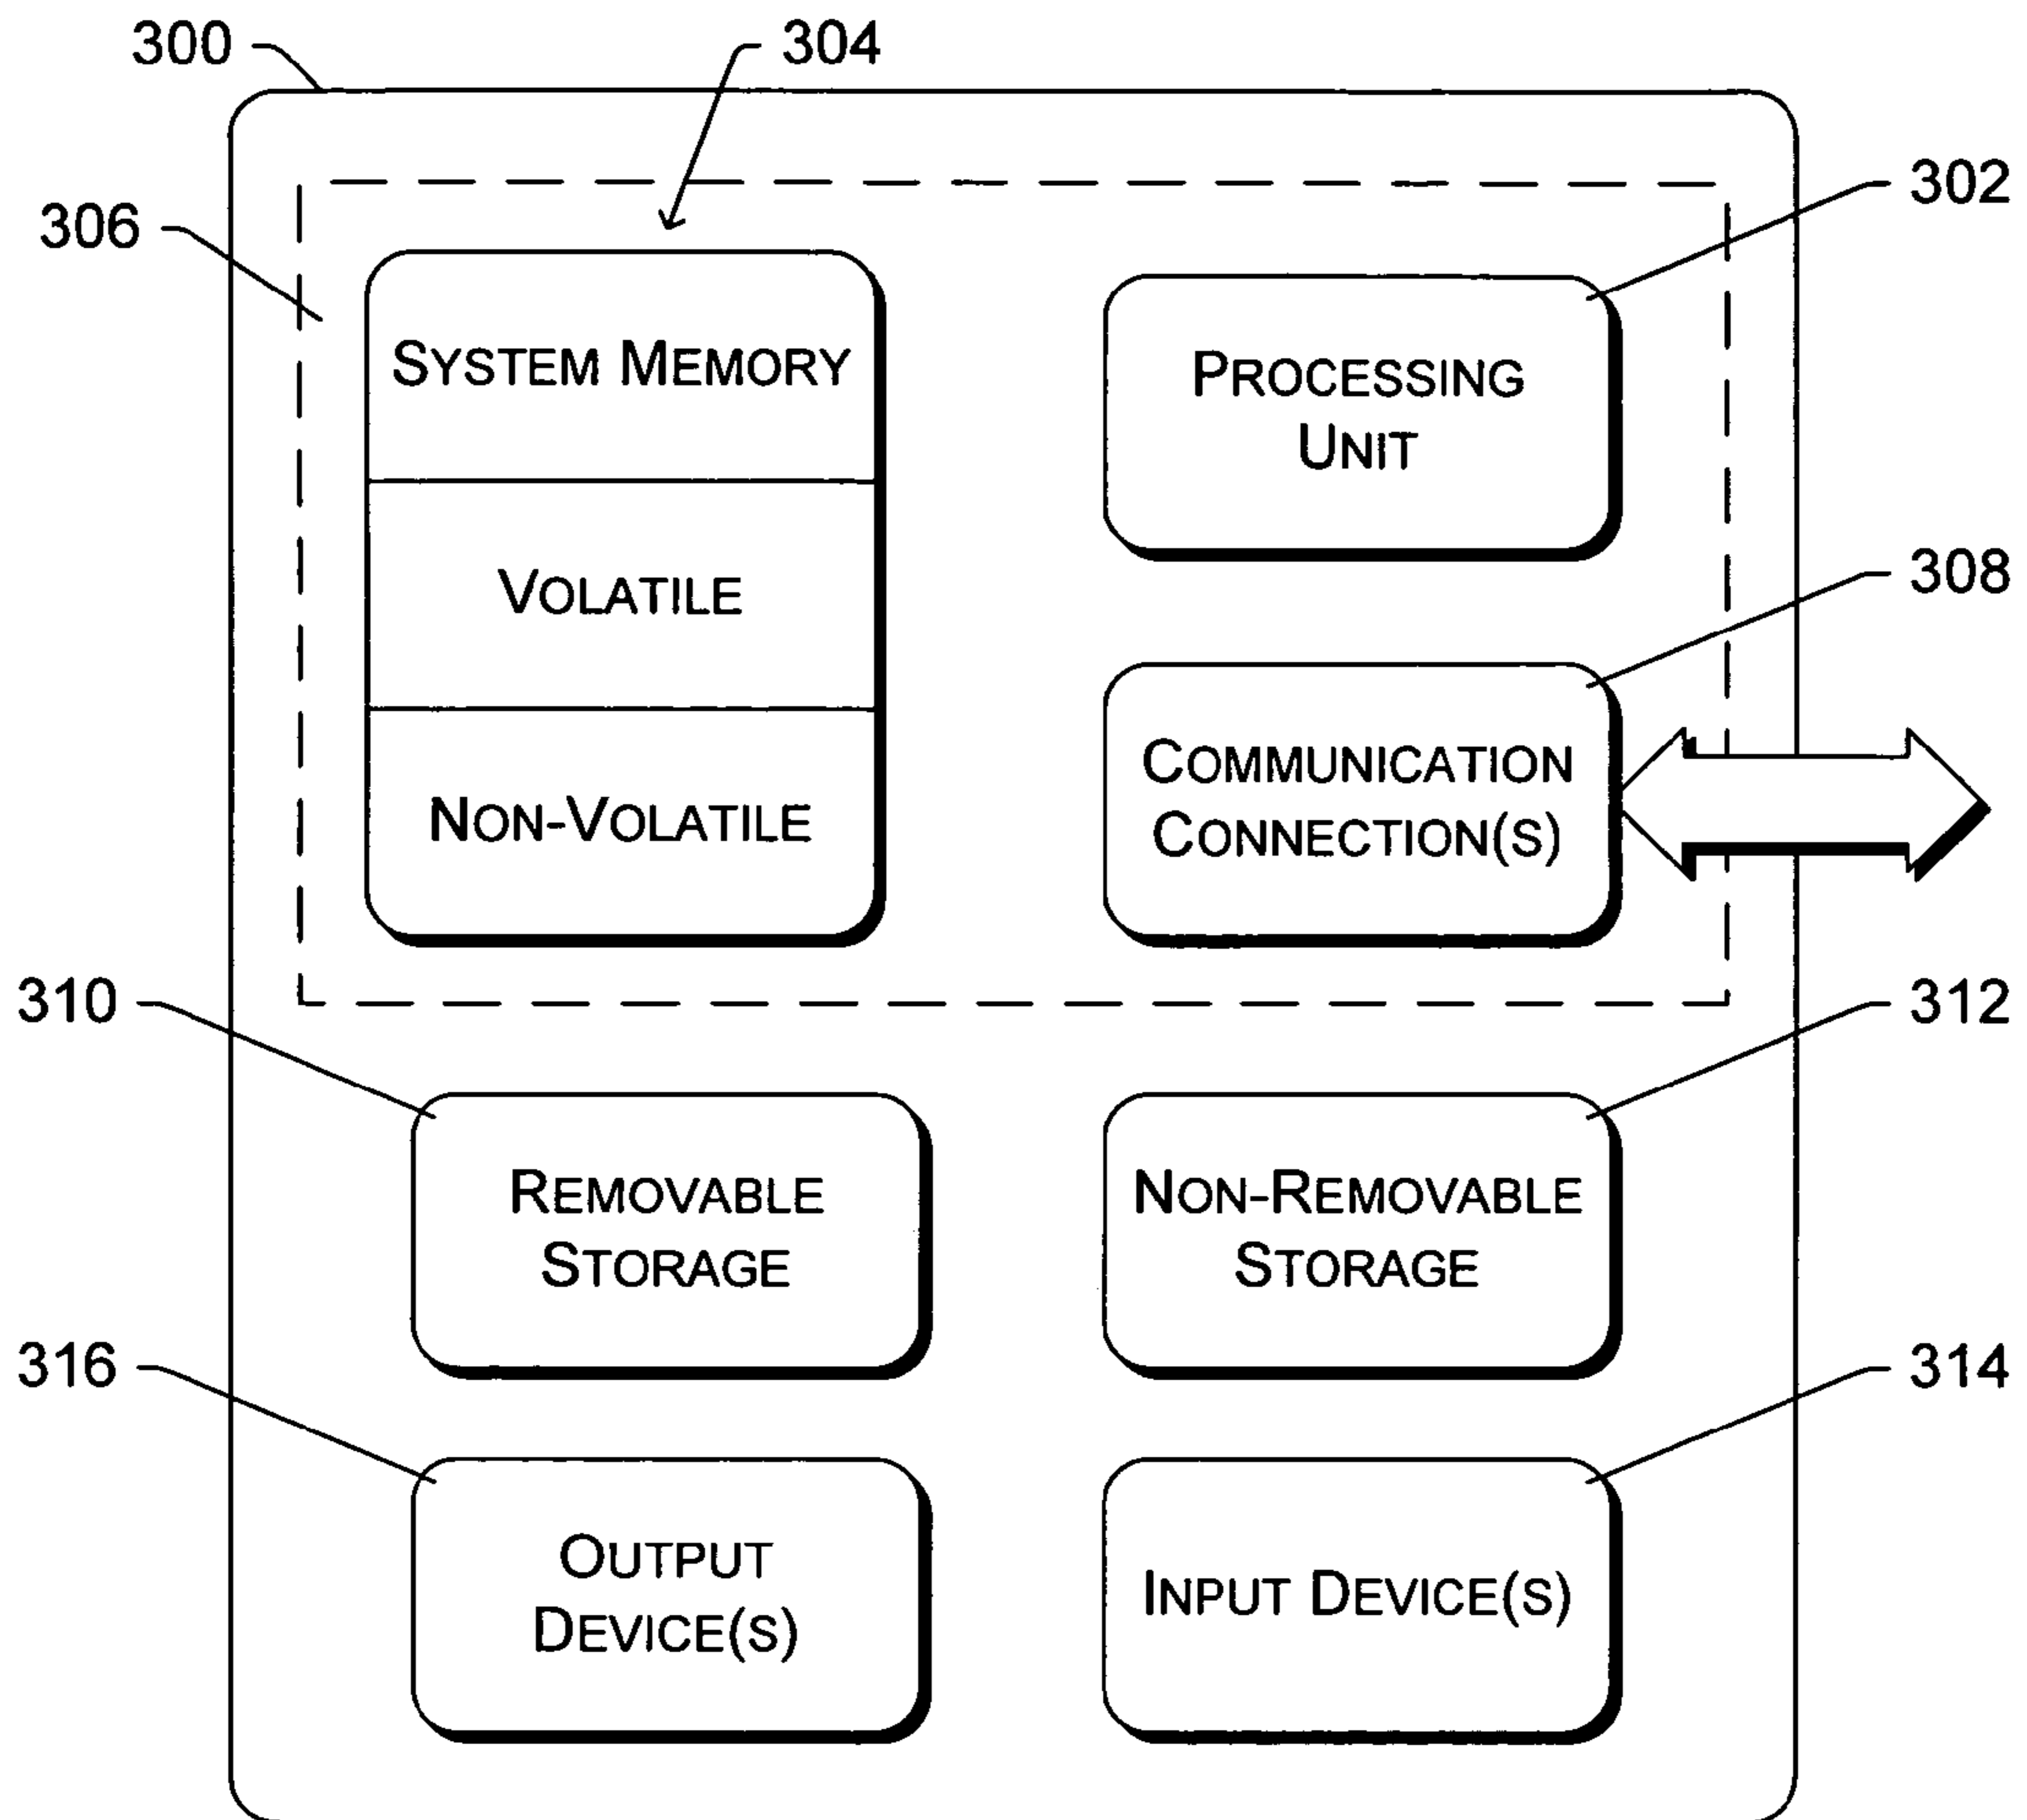 300
304
302
306
SYSTEM MEMORY
PROCESSING
UNIT
VOLATILE
308
NON-VOLATILE
COMMUNICATION
CONNECTION(S)
310
312
REMOVABLE
STORAGE
NON-REMOVABLE
STORAGE
316
314
OUTPUT
DEVICE(S)
INPUT DEVICE(S)